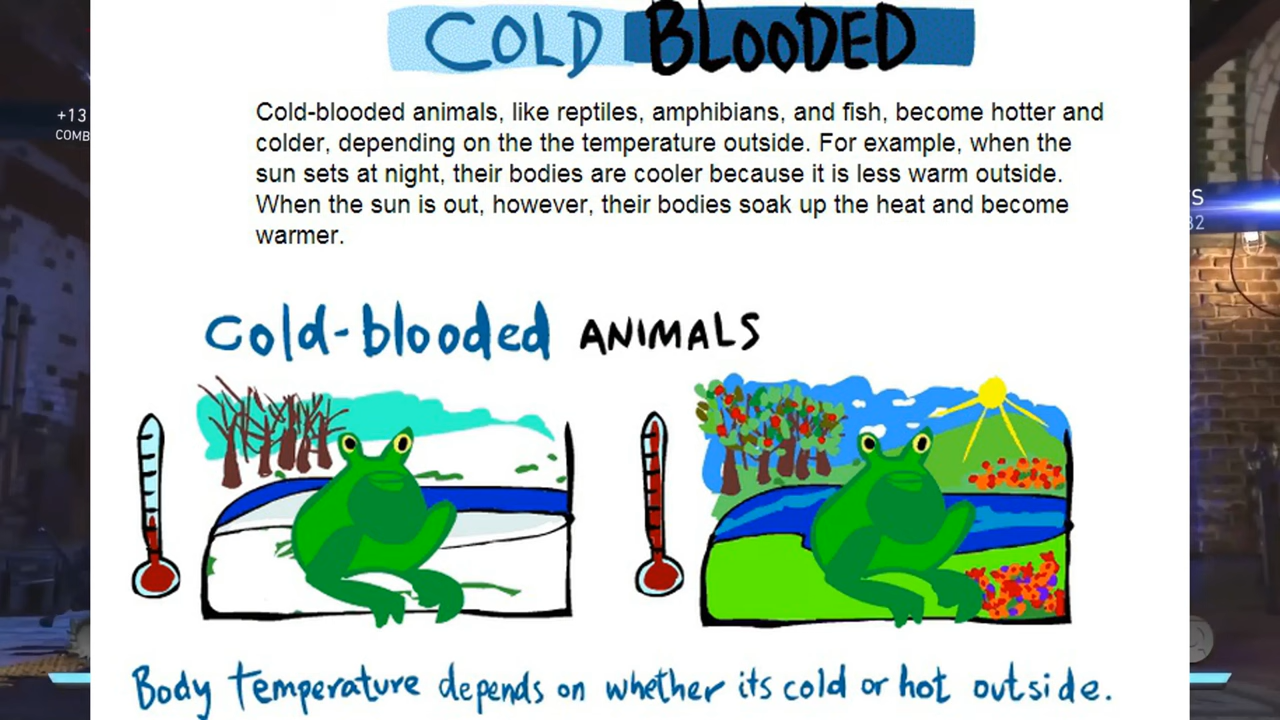 COLD BLOODED
Cold-blooded animals, like reptiles, amphibians, and fish, become hotter and
colder, depending on the the temperature outside. For example, when the
sun sets at night, their bodies are cooler because it is less warm outside.
When the sun is out, however, their bodies soak up the heat and become
warmer.
+13
COMB
S
32
Cold-blooded ANIMALS
Body temperature depends on whether its cold or hot outside.